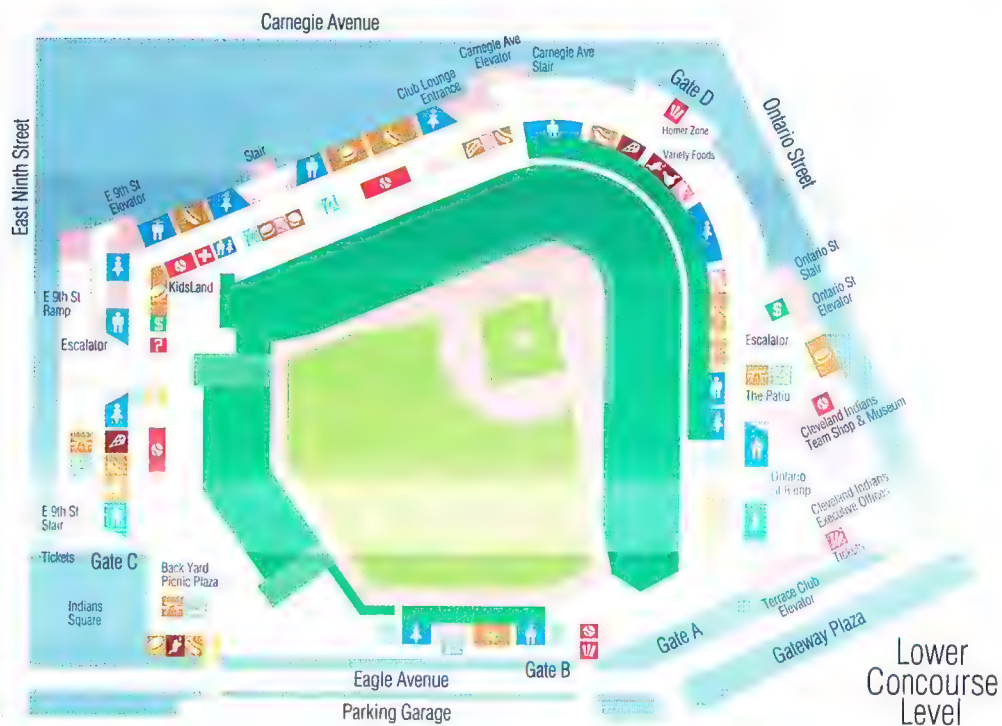 Carnegie Avenue
Carnegie Ave
Elevator
Carnegie Ave
Stair
Club Lounge
Entrance
Gate D
Homer Zone
Variety Foods
Ontario Street
East Ninth Street
Stair
E 9th St
Elevator
KidsLand
E 9th St
Ramp
Escalator
$
?
Ontario St
Stair
Ontario St
Elevator
$
Escalator
The Patio
Cleveland Indians
Team Shop & Museum
Ontario
St Ramp
Cleveland Indians
Executive Offices
Tickets
E 9th St
Stair
Tickets
Gate C
Back Yard
Picnic Plaza
Indians
Square
Terrace Club
Elevator
Gate A
Gateway Plaza
Gate B
Eagle Avenue
Parking Garage
Lower
Concourse
Level